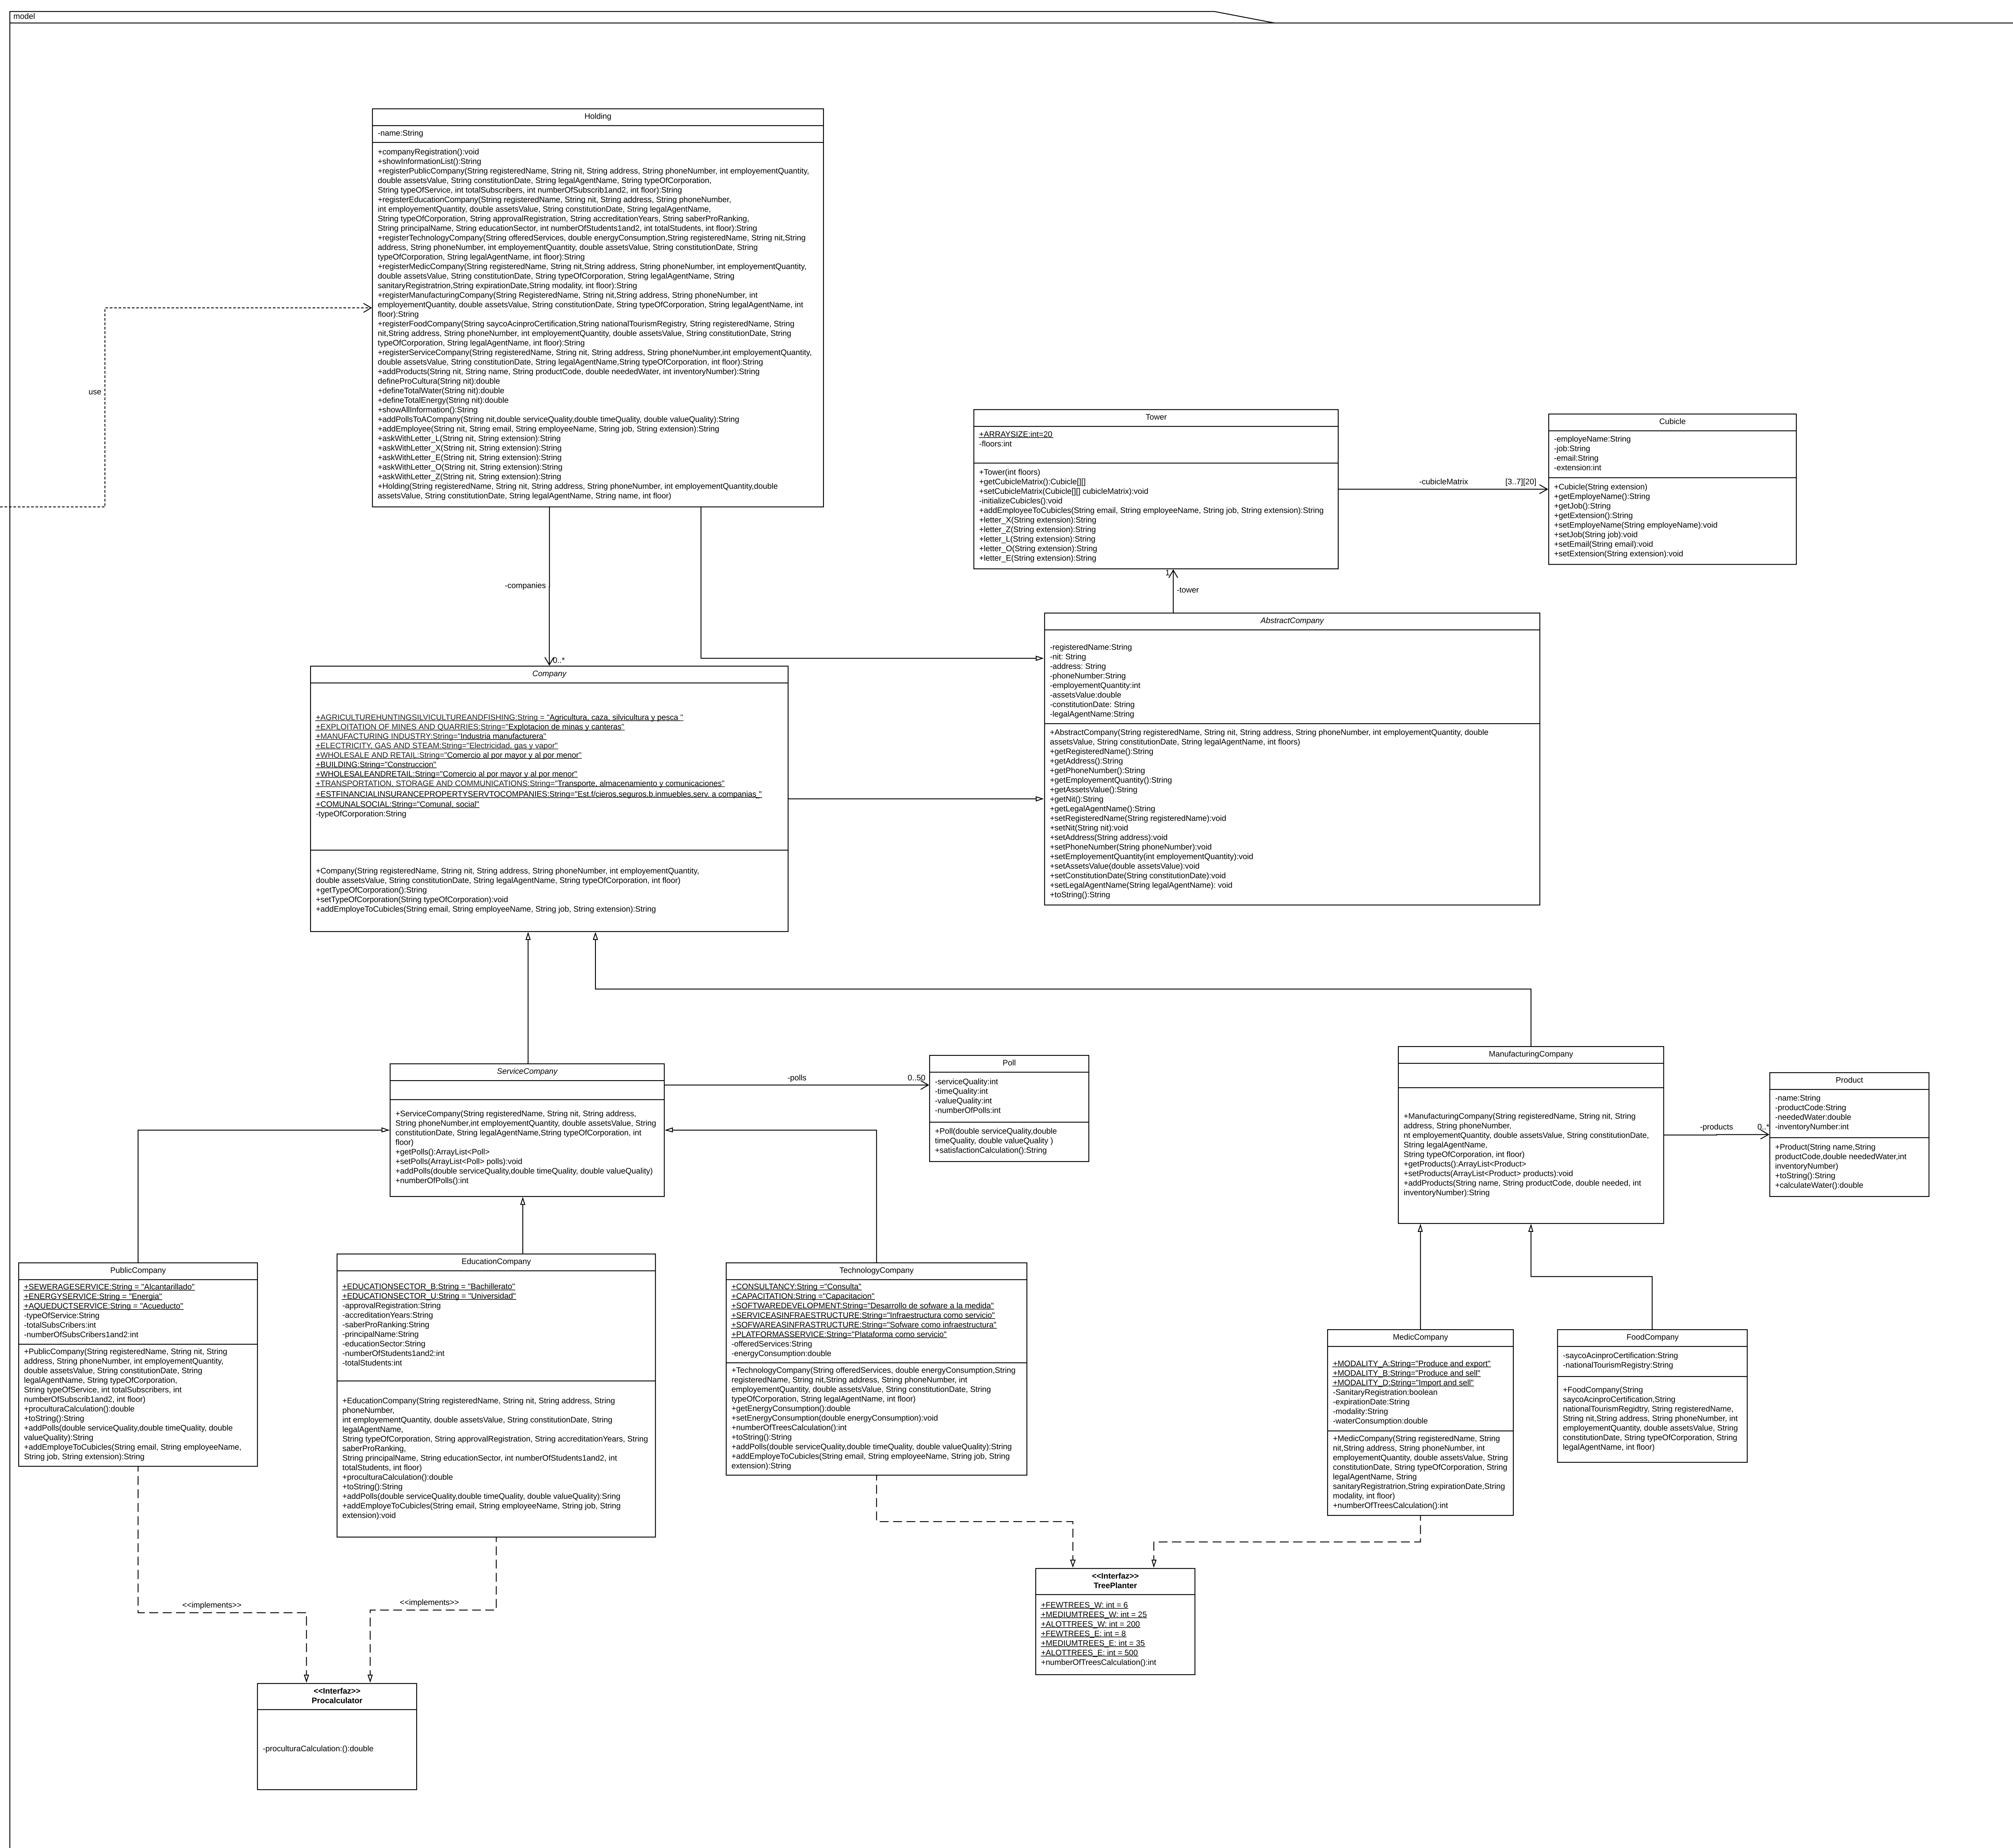 model
Holding
-name:String
+companyRegistration():void
+showInformationList():String
+registerPublicCompany(String registeredName, String nit, String address, String phoneNumber, int employementQuantity,
double assetsValue, String constitutionDate, String legalAgentName, String typeOfCorporation,
String typeOfService, int totalSubscribers, int numberOfSubscrib1and2, int floor):String
+registerEducationCompany(String registeredName, String nit, String address, String phoneNumber,
int employementQuantity, double assetsValue, String constitutionDate, String legalAgentName,
String typeOfCorporation, String approvalRegistration, String accreditationYears, String saberProRanking,
String principalName, String educationSector, int numberOfStudents1and2, int totalStudents, int floor):String
+registerTechnologyCompany(String offeredServices, double energyConsumption,String registeredName, String nit,String
address, String phoneNumber, int employementQuantity, double assetsValue, String constitutionDate, String
typeOfCorporation, String legalAgentName, int floor):String
+registerMedicCompany(String registeredName, String nit,String address, String phoneNumber, int employementQuantity,
double assetsValue, String constitutionDate, String typeOfCorporation, String legalAgentName, String
sanitaryRegistratrion,String expirationDate,String modality, int floor):String
+registerManufacturingCompany(String RegisteredName, String nit,String address, String phoneNumber, int
employementQuantity, double assetsValue, String constitutionDate, String typeOfCorporation, String legalAgentName, int
floor):String
+registerFoodCompany(String saycoAcinproCertification,String nationalTourismRegistry, String registeredName, String
nit,String address, String phoneNumber, int employementQuantity, double assetsValue, String constitutionDate, String
typeOfCorporation, String legalAgentName, int floor):String
+registerServiceCompany(String registeredName, String nit, String address, String phoneNumber,int employementQuantity,
double assetsValue, String constitutionDate, String legalAgentName,String typeOfCorporation, int floor):String
+addProducts(String nit, String name, String productCode, double neededWater, int inventoryNumber):String
defineProCultura(String nit):double
+defineTotalWater(String nit):double
+defineTotalEnergy(String nit):double
+showAllInformation():String
+addPollsToACompany(String nit,double serviceQuality,double timeQuality, double valueQuality):String
+addEmployee(String nit, String email, String employeeName, String job, String extension):String
+askWithLetter_L(String nit, String extension):String
+askWithLetter_X(String nit, String extension):String
+askWithLetter_E(String nit, String extension):String
+askWithLetter_O(String nit, String extension):String
+askWithLetter_Z(String nit, String extension):String
+Holding(String registeredName, String nit, String address, String phoneNumber, int employementQuantity,double
assetsValue, String constitutionDate, String legalAgentName, String name, int floor)
use
Tower
+ARRAYSIZE:int=20
-floors:int
+Tower(int floors)
+getCubicleMatrix():Cubicle[][]
+setCubicleMatrix(Cubicle[][] cubicleMatrix):void
-initializeCubicles():void
+addEmployeeToCubicles(String email, String employeeName, String job, String extension):String
+letter_X(String extension):String
+letter_Z(String extension):String
+letter_L(String extension):String
+letter_O(String extension):String
+letter_E(String extension):String
-cubicleMatrix
[3..7][20]
Cubicle
-employeName:String
-job:String
-email:String
-extension:int
+Cubicle(String extension)
+getEmployeName():String
+getJob():String
+getExtension():String
+setEmployeName(String employeName):void
+setJob(String job):void
+setEmail(String email):void
+setExtension(String extension):void
1
-tower
-companies
0..*
AbstractCompany
-registeredName:String
-nit: String
-address: String
-phoneNumber:String
-employementQuantity:int
-assetsValue:double
-constitutionDate: String
-legalAgentName:String
+AbstractCompany(String registeredName, String nit, String address, String phoneNumber, int employementQuantity, double
assetsValue, String constitutionDate, String legalAgentName, int floors)
+getRegisteredName():String
+getAddress():String
+getPhoneNumber():String
+getEmployementQuantity():String
+getAssetsValue():String
+getNit():String
+getLegalAgentName():String
+setRegisteredName(String registeredName):void
+setNit(String nit):void
+setAddress(String address):void
+setPhoneNumber(String phoneNumber):void
+setEmployementQuantity(int employementQuantity):void
+setAssetsValue(double assetsValue):void
+setConstitutionDate(String constitutionDate):void
+setLegalAgentName(String legalAgentName): void
+toString():String
Company
+AGRICULTUREHUNTINGSILVICULTUREANDFISHING:String = "Agricultura, caza, silvicultura y pesca "
+EXPLOITATION OF MINES AND QUARRIES:String="Explotacion de minas y canteras"
+MANUFACTURING INDUSTRY:String="Industria manufacturera"
+ELECTRICITY, GAS AND STEAM:String="Electricidad, gas y vapor"
+WHOLESALE AND RETAIL:String="Comercio al por mayor y al por menor"
+BUILDING:String="Construccion"
+WHOLESALEANDRETAIL:String="Comercio al por mayor y al por menor"
+TRANSPORTATION, STORAGE AND COMMUNICATIONS:String="Transporte, almacenamiento y comunicaciones"
+ESTFINANCIALINSURANCEPROPERTYSERVTOCOMPANIES:String="Est.f/cieros,seguros,b.inmuebles,serv. a companias "
+COMUNALSOCIAL:String="Comunal, social"
-typeOfCorporation:String
+Company(String registeredName, String nit, String address, String phoneNumber, int employementQuantity,
double assetsValue, String constitutionDate, String legalAgentName, String typeOfCorporation, int floor)
+getTypeOfCorporation():String
+setTypeOfCorporation(String typeOfCorporation):void
+addEmployeToCubicles(String email, String employeeName, String job, String extension):String
ServiceCompany
+ServiceCompany(String registeredName, String nit, String address,
String phoneNumber,int employementQuantity, double assetsValue, String
constitutionDate, String legalAgentName,String typeOfCorporation, int
floor)
+getPolls():ArrayList<Poll>
+setPolls(ArrayList<Poll> polls):void
+addPolls(double serviceQuality,double timeQuality, double valueQuality)
+numberOfPolls():int
-polls
0..50
Poll
-serviceQuality:int
-timeQuality:int
-valueQuality:int
-numberOfPolls:int
+Poll(double serviceQuality,double
timeQuality, double valueQuality )
+satisfactionCalculation():String
ManufacturingCompany
+ManufacturingCompany(String registeredName, String nit, String
address, String phoneNumber,
nt employementQuantity, double assetsValue, String constitutionDate,
String legalAgentName,
String typeOfCorporation, int floor)
+getProducts():ArrayList<Product>
+setProducts(ArrayList<Product> products):void
+addProducts(String name, String productCode, double needed, int
inventoryNumber):String
-products
0..*
Product
-name:String
-productCode:String
-neededWater:double
-inventoryNumber:int
+Product(String name,String
productCode,double neededWater,int
inventoryNumber)
+toString():String
+calculateWater():double
PublicCompany
+SEWERAGESERVICE:String = "Alcantarillado"
+ENERGYSERVICE:String = "Energia"
+AQUEDUCTSERVICE:String = "Acueducto"
-typeOfService:String
-totalSubsCribers:int
-numberOfSubsCribers1and2:int
+PublicCompany(String registeredName, String nit, String
address, String phoneNumber, int employementQuantity,
double assetsValue, String constitutionDate, String
legalAgentName, String typeOfCorporation,
String typeOfService, int totalSubscribers, int
numberOfSubscrib1and2, int floor)
+proculturaCalculation():double
+toString():String
+addPolls(double serviceQuality,double timeQuality, double
valueQuality):String
+addEmployeToCubicles(String email, String employeeName,
String job, String extension):String
EducationCompany
+EDUCATIONSECTOR_B:String = "Bachillerato"
+EDUCATIONSECTOR_U:String = "Universidad"
-approvalRegistration:String
-accreditationYears:String
-saberProRanking:String
-principalName:String
-educationSector:String
-numberOfStudents1and2:int
-totalStudents:int
+EducationCompany(String registeredName, String nit, String address, String
phoneNumber,
int employementQuantity, double assetsValue, String constitutionDate, String
legalAgentName,
String typeOfCorporation, String approvalRegistration, String accreditationYears, String
saberProRanking,
String principalName, String educationSector, int numberOfStudents1and2, int
totalStudents, int floor)
+proculturaCalculation():double
+toString():String
+addPolls(double serviceQuality,double timeQuality, double valueQuality):Sring
+addEmployeToCubicles(String email, String employeeName, String job, String
extension):void
TechnologyCompany
+CONSULTANCY:String ="Consulta"
+CAPACITATION:String ="Capacitacion"
+SOFTWAREDEVELOPMENT:String="Desarrollo de sofware a la medida"
+SERVICEASINFRAESTRUCTURE:String="Infraestructura como servicio"
+SOFWAREASINFRASTRUCTURE:String="Sofware como infraestructura"
+PLATFORMASSERVICE:String="Plataforma como servicio"
-offeredServices:String
-energyConsumption:double
+TechnologyCompany(String offeredServices, double energyConsumption,String
registeredName, String nit,String address, String phoneNumber, int
employementQuantity, double assetsValue, String constitutionDate, String
typeOfCorporation, String legalAgentName, int floor)
+getEnergyConsumption():double
+setEnergyConsumption(double energyConsumption):void
+numberOfTreesCalculation():int
+toString():String
+addPolls(double serviceQuality,double timeQuality, double valueQuality):String
+addEmployeToCubicles(String email, String employeeName, String job, String
extension):String
MedicCompany
+MODALITY_A:String="Produce and export"
+MODALITY_B:String="Produce and sell"
+MODALITY_D:String="Import and sell"
-SanitaryRegistration:boolean
-expirationDate:String
-modality:String
-waterConsumption:double
+MedicCompany(String registeredName, String
nit,String address, String phoneNumber, int
employementQuantity, double assetsValue, String
constitutionDate, String typeOfCorporation, String
legalAgentName, String
sanitaryRegistratrion,String expirationDate,String
modality, int floor)
+numberOfTreesCalculation():int
FoodCompany
-saycoAcinproCertification:String
-nationalTourismRegistry:String
+FoodCompany(String
saycoAcinproCertification,String
nationalTourismRegidtry, String registeredName,
String nit,String address, String phoneNumber, int
employementQuantity, double assetsValue, String
constitutionDate, String typeOfCorporation, String
legalAgentName, int floor)
<<implements>>
<<implements>>
<<Interfaz>>
TreePlanter
+FEWTREES_W: int = 6
+MEDIUMTREES_W: int = 25
+ALOTTREES_W: int = 200
+FEWTREES_E: int = 8
+MEDIUMTREES_E: int = 35
+ALOTTREES_E: int = 500
+numberOfTreesCalculation():int
<<Interfaz>>
Procalculator
-proculturaCalculation:():double